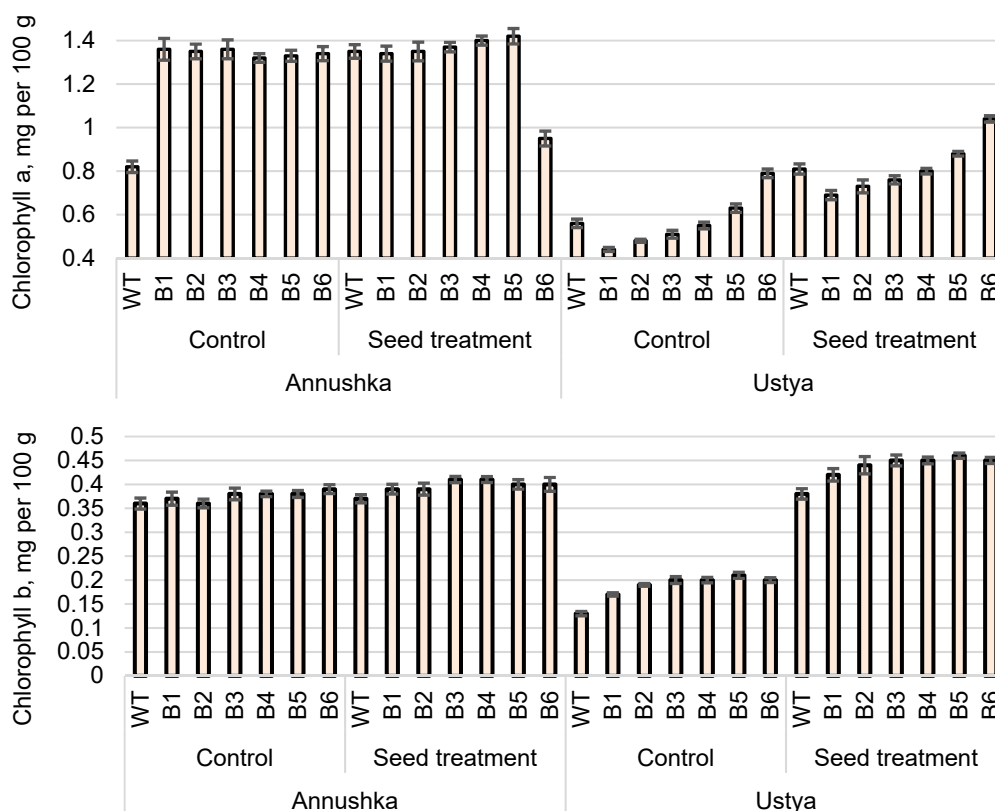 Chlorophyll a, mg per 100 g
1.4
1.2
1
0.8
0.6
0.4
WT B1 B2 B3 B4 B5 B6 WT B1 B2 B3 B4 B5 B6 WT B1 B2 B3 B4 B5 B6 WT B1 B2 B3 B4 B5 B6
Control Seed treatment Control Seed treatment
Annushka Ustya
Chlorophyll b, mg per 100 g
0.5
0.45
0.4
0.35
0.3
0.25
0.2
0.15
0.1
0.05
0
WT B1 B2 B3 B4 B5 B6 WT B1 B2 B3 B4 B5 B6 WT B1 B2 B3 B4 B5 B6 WT B1 B2 B3 B4 B5 B6
Control Seed treatment Control Seed treatment
Annushka Ustya